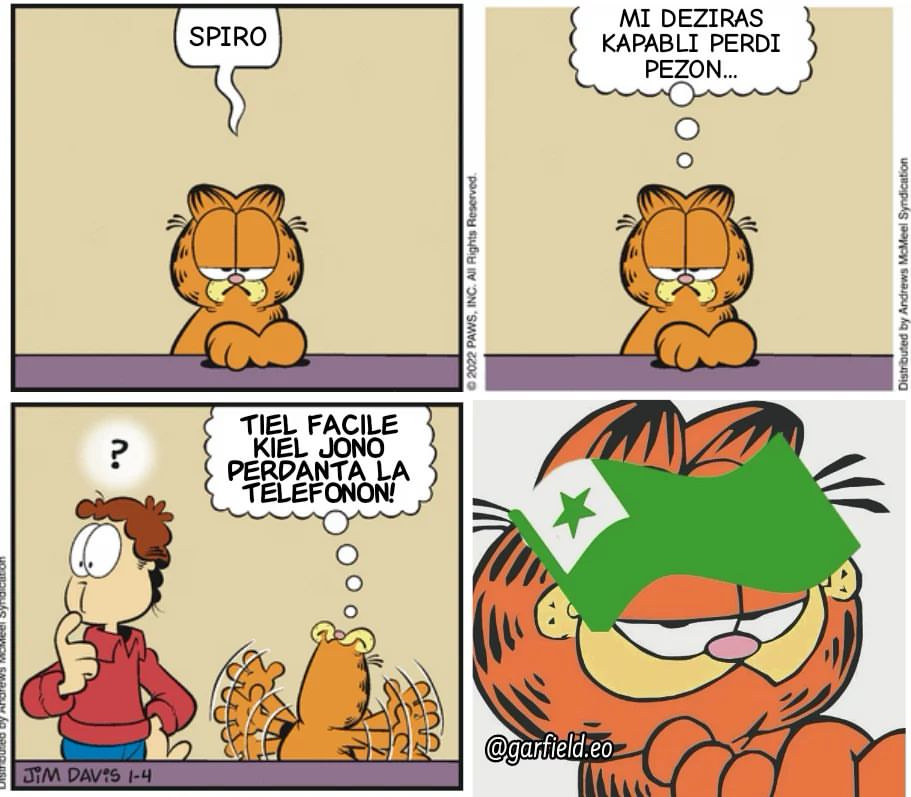 SPIRO
MI DEZIRAS
KAPABLI PERDI
PEZON...
© 2022 PAWS, INC. All Rights Reserved.
Distributed by Andrews McMeel Syndication
?
TIEL FACILE
KIEL JONO
PERDANTA LA
TELEFONON!
Distributed by Andrews McMeel Syndication
JIM DAVIS 1-4
@garfield.eo